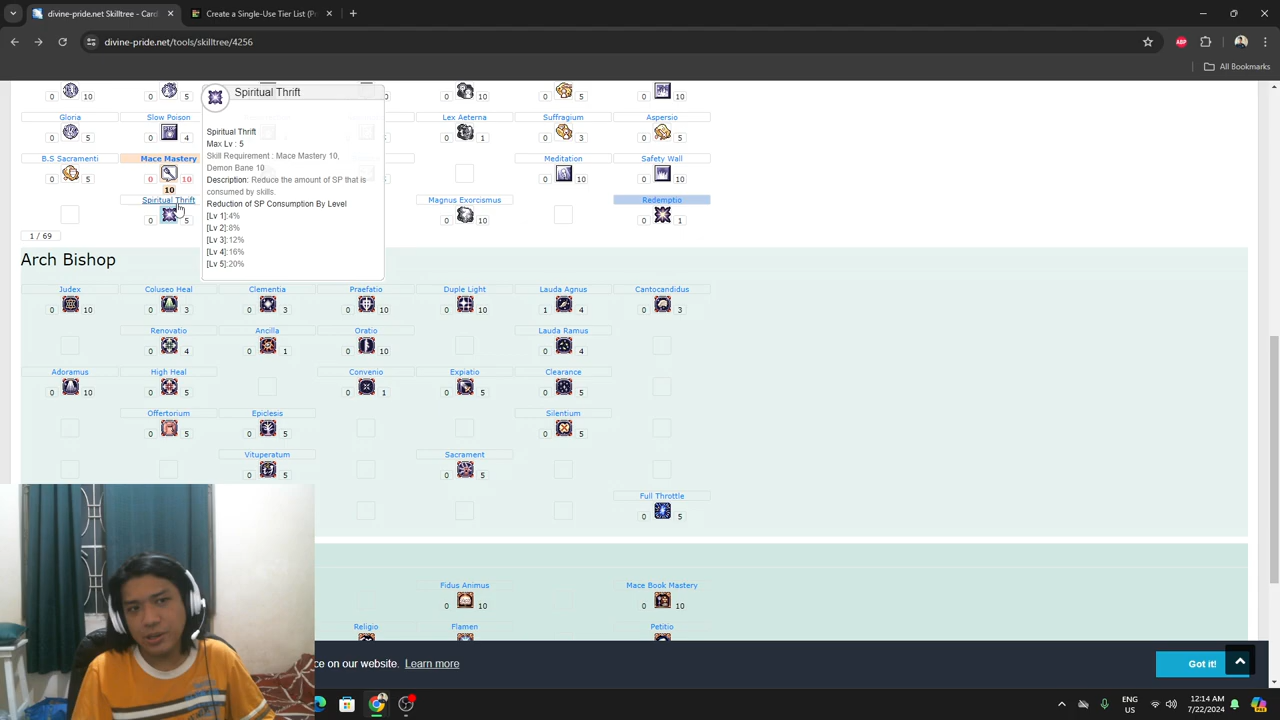 divine-pride.net Skilltree - Card
Create a Single-Use Tier List (P
divine-pride.net/tools/skilltree/4256
ABP
All Bookmarks
Spiritual Thrift
0 10 0 5 0 10 0 5 0 10
Gloria Slow Poison Lex Aeterna Suffragium Aspersio
0 5 0 4 0 1 0 3 0 5
B.S Sacramenti Mace Mastery Meditation Safety Wall
0 5 0 10 0 10 0 10
10
Spiritual Thrift Magnus Exorcismus Redemptio
0 5 0 10 0 1
Spiritual Thrift
Max Lv : 5
Skill Requirement : Mace Mastery 10,
Demon Bane 10
Description: Reduce the amount of SP that is
consumed by skills.
Reduction of SP Consumption By Level
[Lv 1]:4%
[Lv 2]:8%
[Lv 3]:12%
[Lv 4]:16%
[Lv 5]:20%
1 / 69
Arch Bishop
Judex Coluseo Heal Clementia Praefatio Duple Light Lauda Agnus Cantocandidus
0 10 0 3 0 3 0 10 0 10 1 4 0 3
Renovatio Ancilla Oratio Lauda Ramus
0 4 0 1 0 10 0 4
Adoramus High Heal Convenio Expiatio Clearance
0 10 0 5 0 1 0 5 0 5
Offertorium Epiclesis Silentium
0 5 0 5 0 5
Vituperatum Sacrament
0 5 0 5
Full Throttle
0 5
Fidus Animus Mace Book Mastery
0 10 0 10
Religio Flamen Petitio
ce on our website. Learn more
Got it!
ENG
US
12:14 AM
7/22/2024